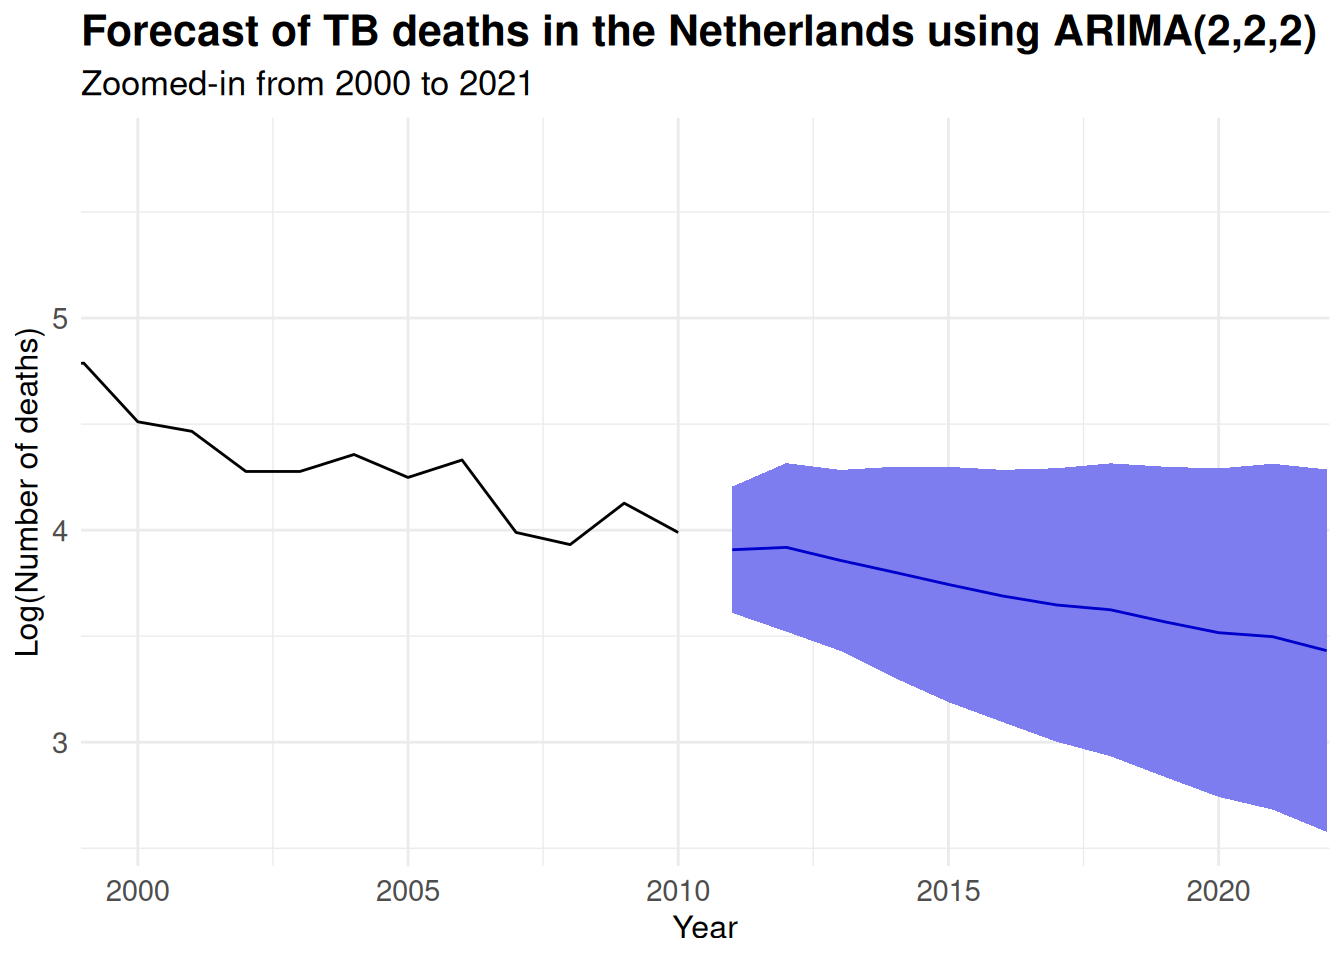 Forecast of TB deaths in the Netherlands using ARIMA(2,2,2)
Zoomed-in from 2000 to 2021
Log(Number of deaths)
5
4
3
2000 2005 2010 2015 2020
Year